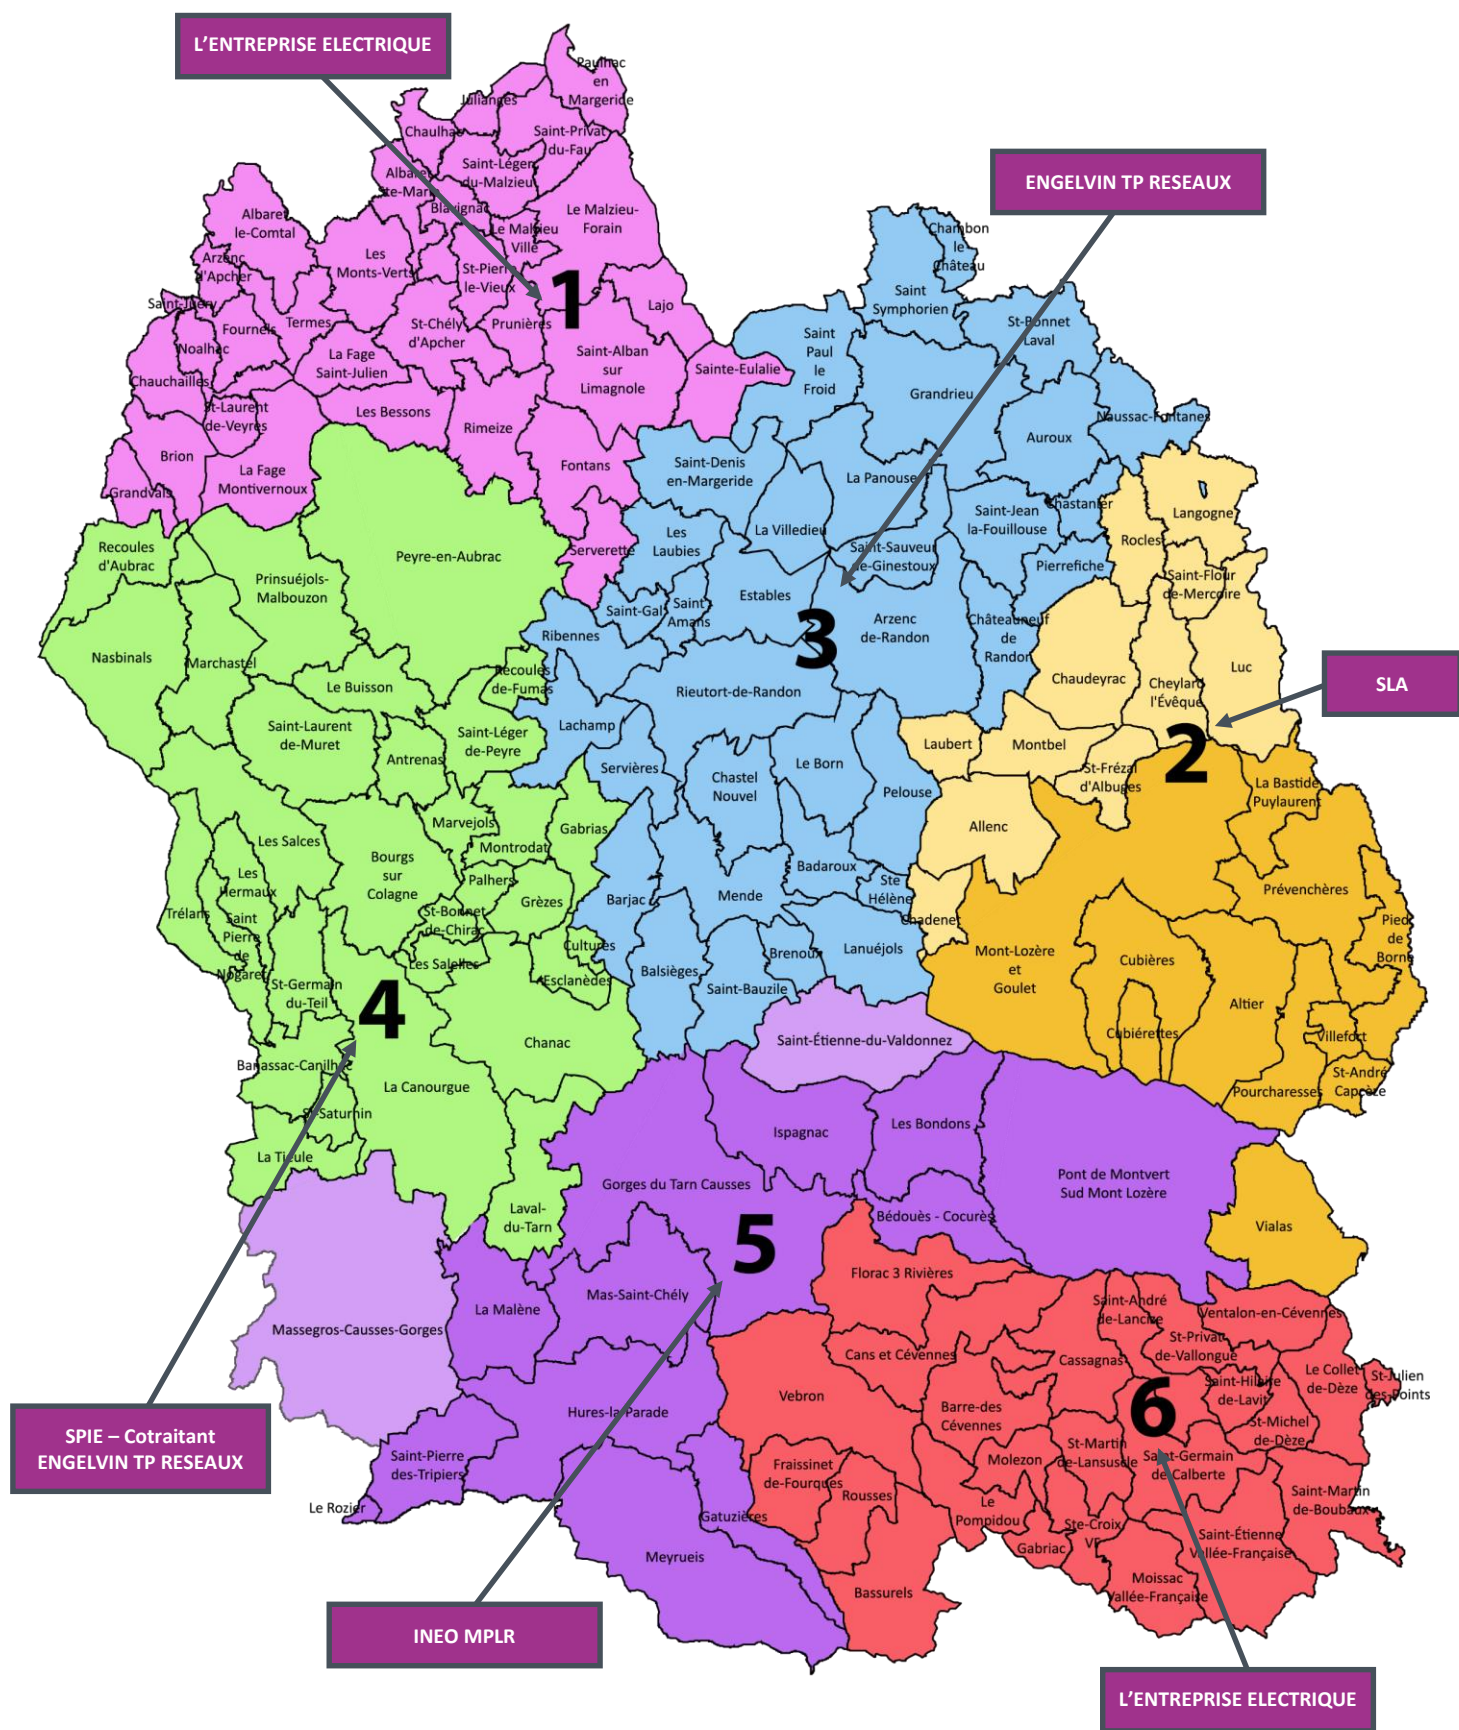 L'ENTREPRISE ELECTRIQUE
Paulhac
en
Margeride
Julianges
Chaulhac
Saint-Privat
du-Fau
Saint-Léger
du-Malzieu
Albaret
Ste-Marie
Blavignac
Le Malzieu
Ville
Le Malzieu-
Forain
Albaret
le-Comtal
Les
Monts-Verts
Arzenc
d'Apcher
St-Pierre
le-Vieux
1
Lajo
Saint-Juéry
Fournels
Termes
St-Chély
d'Apcher
Prunières
Noalhac
La Fage
Saint-Julien
Saint-Alban
sur
Limagnole
Sainte-Eulalie
Chauchailles
St-Laurent
de-Veyres
Les Bessons
Rimeize
Brion
La Fage
Montivernoux
Fontans
Grandvals
Serverette
ENGELVIN TP RESEAUX
Chambon
le
Château
Saint
Symphorien
St-Bonnet
Laval
Saint
Paul
le
Froid
Grandrieu
Naussac-Fontanes
Auroux
Saint-Denis
en-Margeride
La Panouse
Chastanier
Saint-Jean
la-Fouillouse
La Villedieu
Les
Laubies
Saint-Sauveur
de-Ginestoux
Pierrefiche
Estables
Saint-Gal
Saint
Amans
Arzenc
de-Randon
Châteauneuf
de
Randon
Ribennes
3
Rieutort-de-Randon
Lachamp
Servières
Chastel
Nouvel
Le Born
Pelouse
Badaroux
Ste
Hélène
Barjac
Mende
Lanuéjols
Brenoux
Balsièges
Saint-Bauzile
Langogne
Rocles
Saint-Flour
de-Mercoire
Chaudeyrac
Cheylard
l'Évêque
Luc
SLA
Laubert
Montbel
St-Frézal
d'Albuges
2
La Bastide
Puylaurent
Allenc
Chadenet
Prévenchères
Pied
de
Borne
Mont-Lozère
et
Goulet
Cubières
Altier
Cubiérettes
Villefort
St-André
Capcèze
Pourcharesses
Vialas
Recoules
d'Aubrac
Peyre-en-Aubrac
Prinsuéjols-
Malbouzon
Nasbinals
Marchastel
Le Buisson
Recoules
de-Fumas
Saint-Laurent
de-Muret
Antrenas
Saint-Léger
de-Peyre
Marvejols
Gabrias
Montrodat
Les Salces
Bourgs
sur
Colagne
Les
Hermaux
Palhers
Grèzes
Trélans
Saint
Pierre
de
Nogaret
St-Bonnet
de-Chirac
Cultures
Les Salelles
Esclanèdes
St-Germain
du-Teil
4
Chanac
Banassac-Canilhac
La Canourgue
St-Saturnin
La Tieule
Laval-
du-Tarn
SPIE – Cotraitant
ENGELVIN TP RESEAUX
Saint-Étienne-du-Valdonnez
Ispagnac
Les Bondons
Pont de Montvert
Sud Mont Lozère
Gorges du Tarn Causses
Bédouès - Cocurès
5
Massegros-Causses-Gorges
La Malène
Mas-Saint-Chély
Hures-la-Parade
Saint-Pierre
des-Tripiers
Le Rozier
Gatuzières
Meyrueis
INEO MPLR
Florac 3 Rivières
Saint-André
de-Lancize
Ventalon-en-Cévennes
St-Privat
de-Vallongue
Cans et Cévennes
Cassagnas
Le Collet
de-Dèze
St-Julien
des-Points
Saint-Hilaire
de-Lavit
Vebron
Barre-des
Cévennes
6
St-Michel
de-Dèze
St-Martin
de-Lansuscle
Saint-Germain
de-Calberte
Molezon
Fraissinet
de-Fourques
Rousses
Le
Pompidou
Saint-Martin
de-Boubaux
Ste-Croix
VF
Gabriac
Saint-Étienne
Vallée-Française
Bassurels
Moissac
Vallée-Française
L'ENTREPRISE ELECTRIQUE